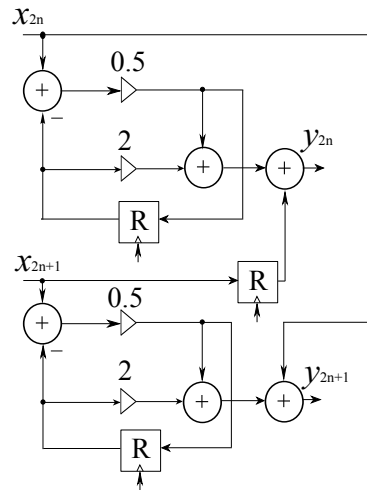 x2n
0.5
+
−
2
y2n
+
+
R
x2n+1
R
0.5
+
−
2
y2n+1
+
+
R